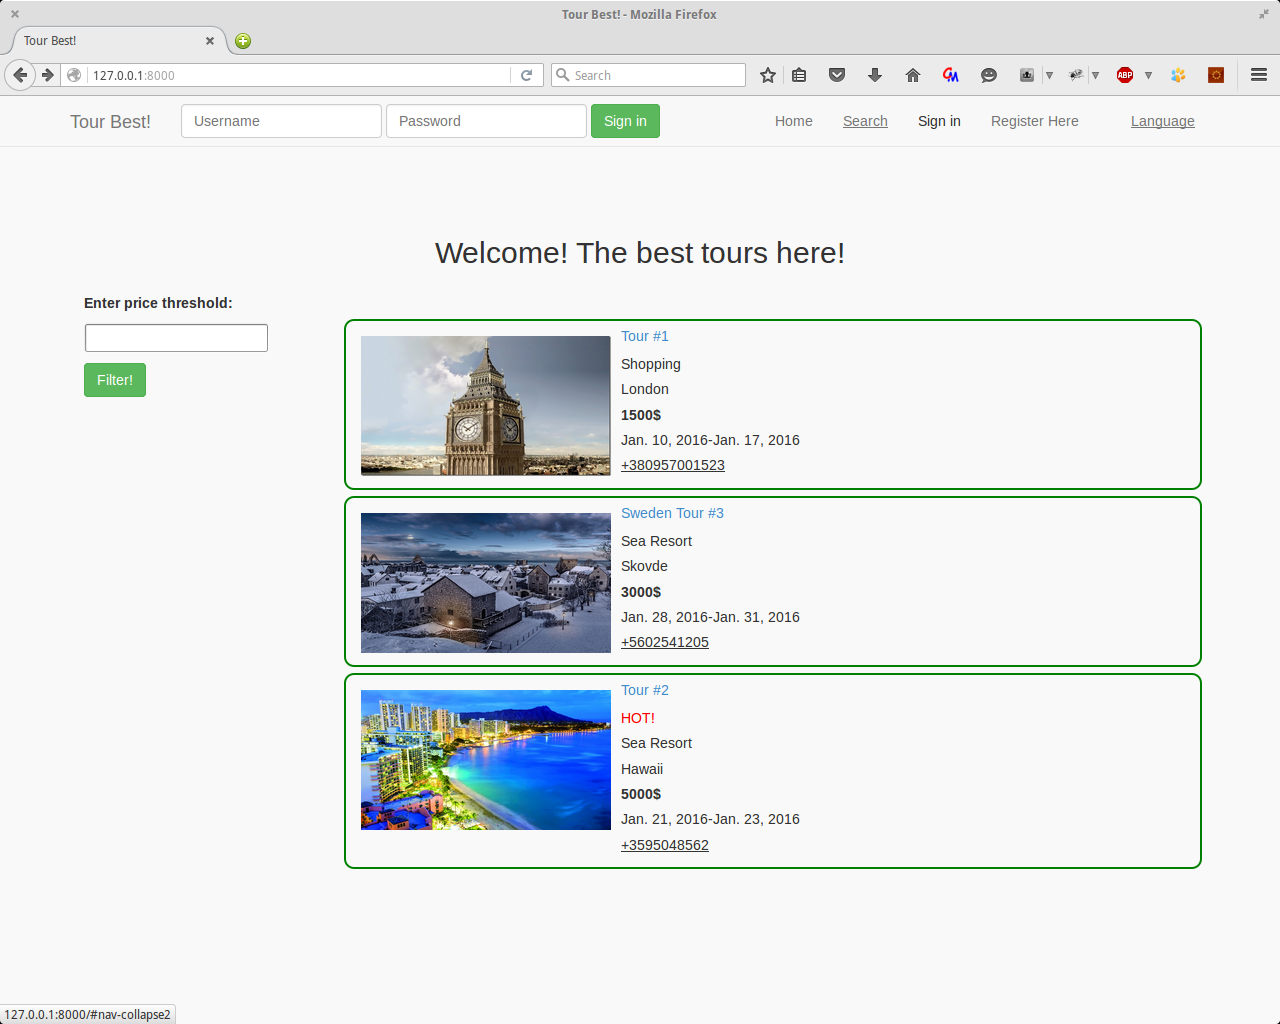 Tour Best! - Mozilla Firefox
Tour Best!
127.0.0.1:8000
Search
ABP
Tour Best!
Username
Password
Sign in
Home
Search
Sign in
Register Here
Language
Welcome! The best tours here!
Enter price threshold:
Filter!
Tour #1
Shopping
London
1500$
Jan. 10, 2016-Jan. 17, 2016
+380957001523
Sweden Tour #3
Sea Resort
Skovde
3000$
Jan. 28, 2016-Jan. 31, 2016
+5602541205
Tour #2
HOT!
Sea Resort
Hawaii
5000$
Jan. 21, 2016-Jan. 23, 2016
+3595048562
127.0.0.1:8000/#nav-collapse2